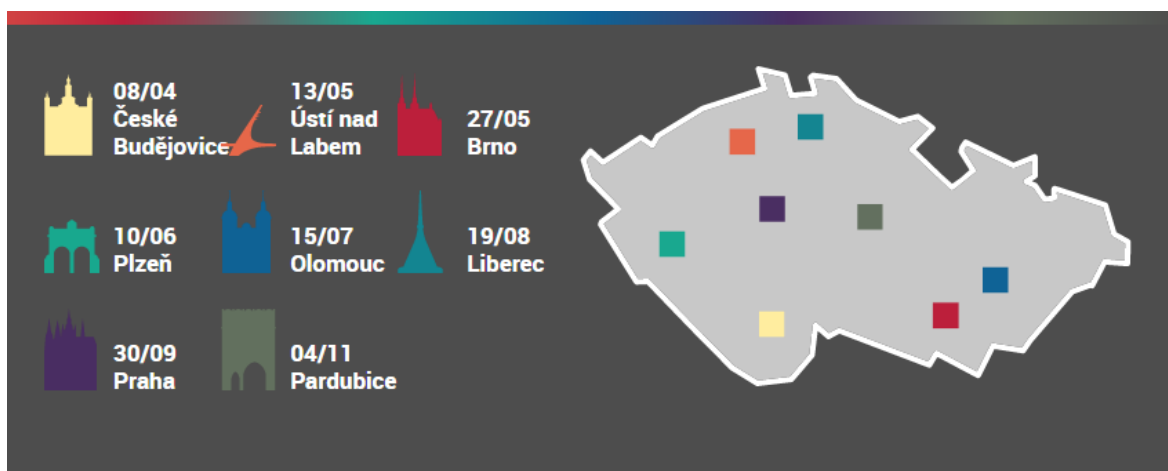 08/04
České
Budějovice
13/05
Ústí nad
Labem
27/05
Brno
10/06
Plzeň
15/07
Olomouc
19/08
Liberec
30/09
Praha
04/11
Pardubice